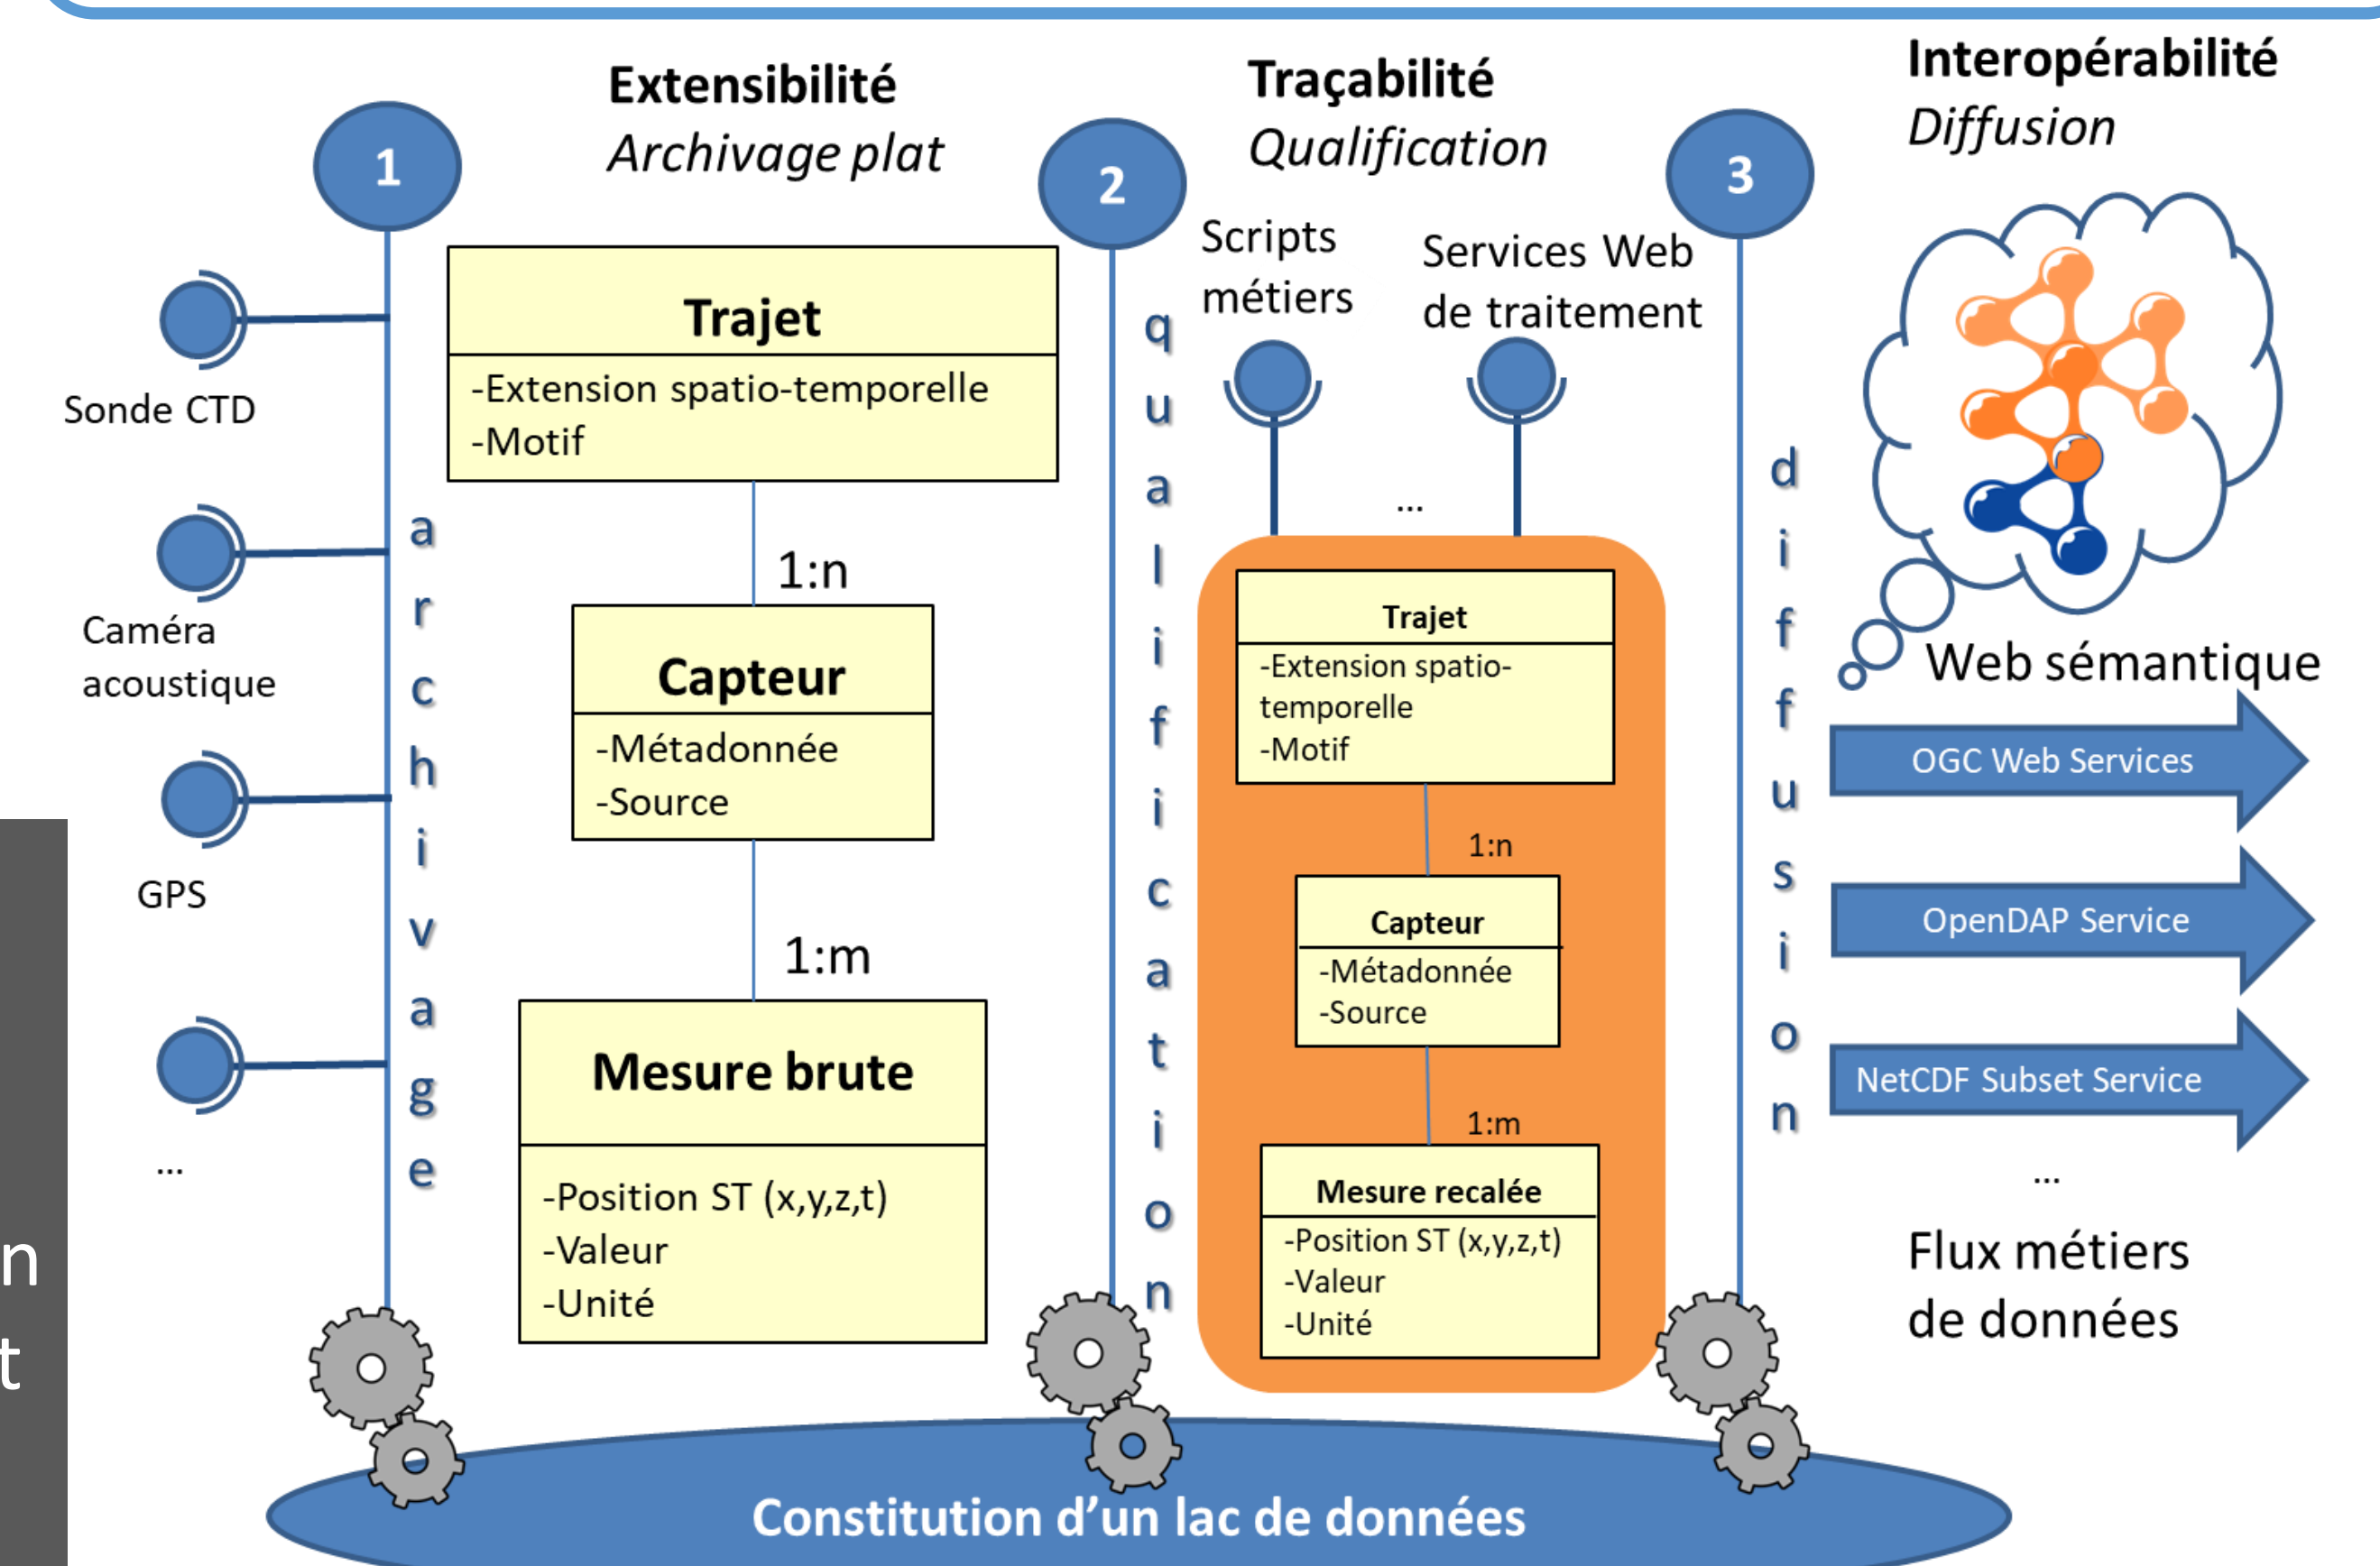 1
Extensibilité
Archivage plat
Sonde CTD
Caméra
acoustique
GPS
...
archivage
Trajet
-Extension spatio-temporelle
-Motif
1:n
Capteur
-Métadonnée
-Source
1:m
Mesure brute
-Position ST (x,y,z,t)
-Valeur
-Unité
2
Traçabilité
Qualification
qualification
Scripts
métiers
Services Web
de traitement
...
Trajet
-Extension spatio-
temporelle
-Motif
1:n
Capteur
-Métadonnée
-Source
1:m
Mesure recalée
-Position ST (x,y,z,t)
-Valeur
-Unité
3
Interopérabilité
Diffusion
diffusion
Web sémantique
OGC Web Services
OpenDAP Service
NetCDF Subset Service
...
Flux métiers
de données
n
t
Constitution d’un lac de données